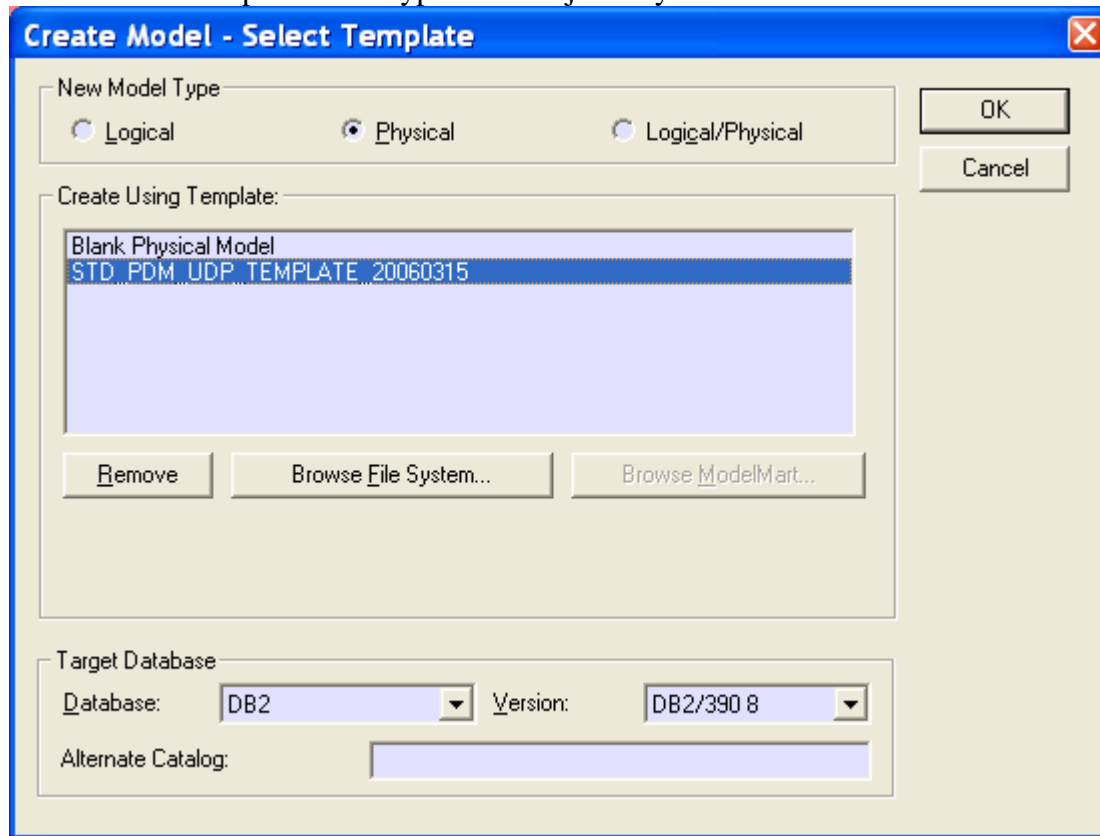 Create Model - Select Template
New Model Type
Logical Physical Logical/Physical
OK
Cancel
Create Using Template:
Blank Physical Model
STD_PDM_UDP_TEMPLATE_20060315
Remove Browse File System... Browse ModelMart...
Target Database
Database: DB2 Version: DB2/390 8
Alternate Catalog: